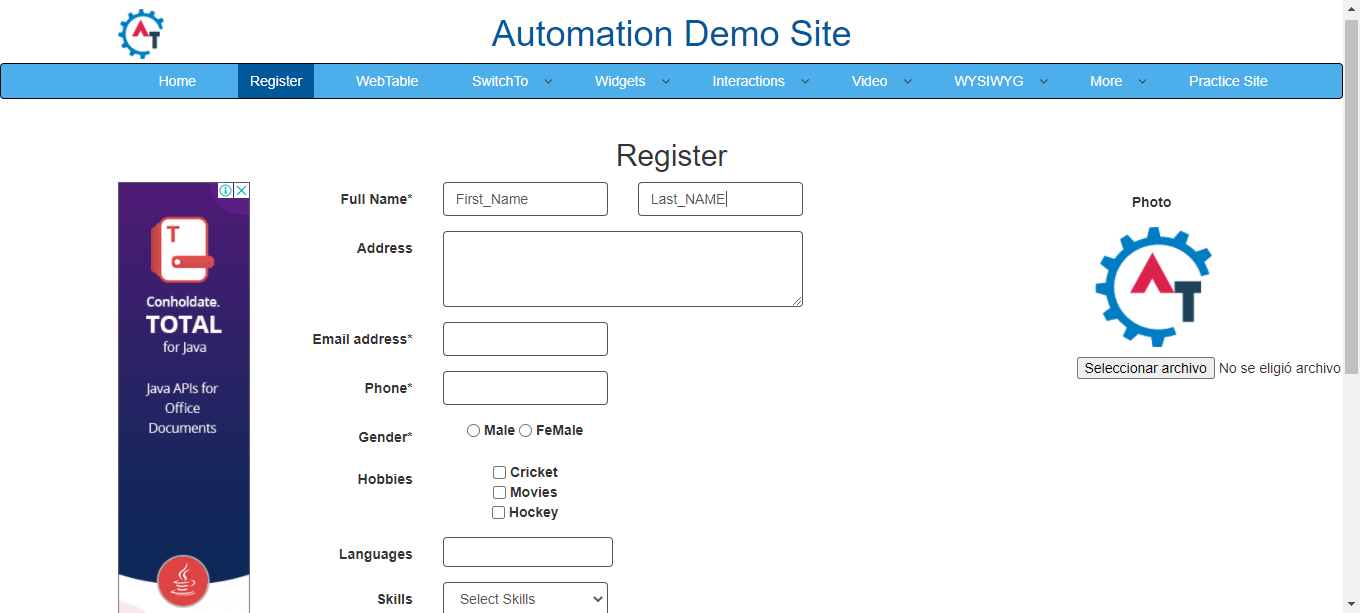 AT
Automation Demo Site
Home Register WebTable SwitchTo Widgets Interactions Video WYSIWYG More Practice Site
Register
Full Name* First_Name Last_NAME
Photo
AT
Seleccionar archivo No se eligió archivo
Address
Email address*
Phone*
Gender* Male FeMale
Hobbies Cricket
Movies
Hockey
Languages
Skills Select Skills
T
Conholdate.
TOTAL
for Java
Java APIs for
Office
Documents